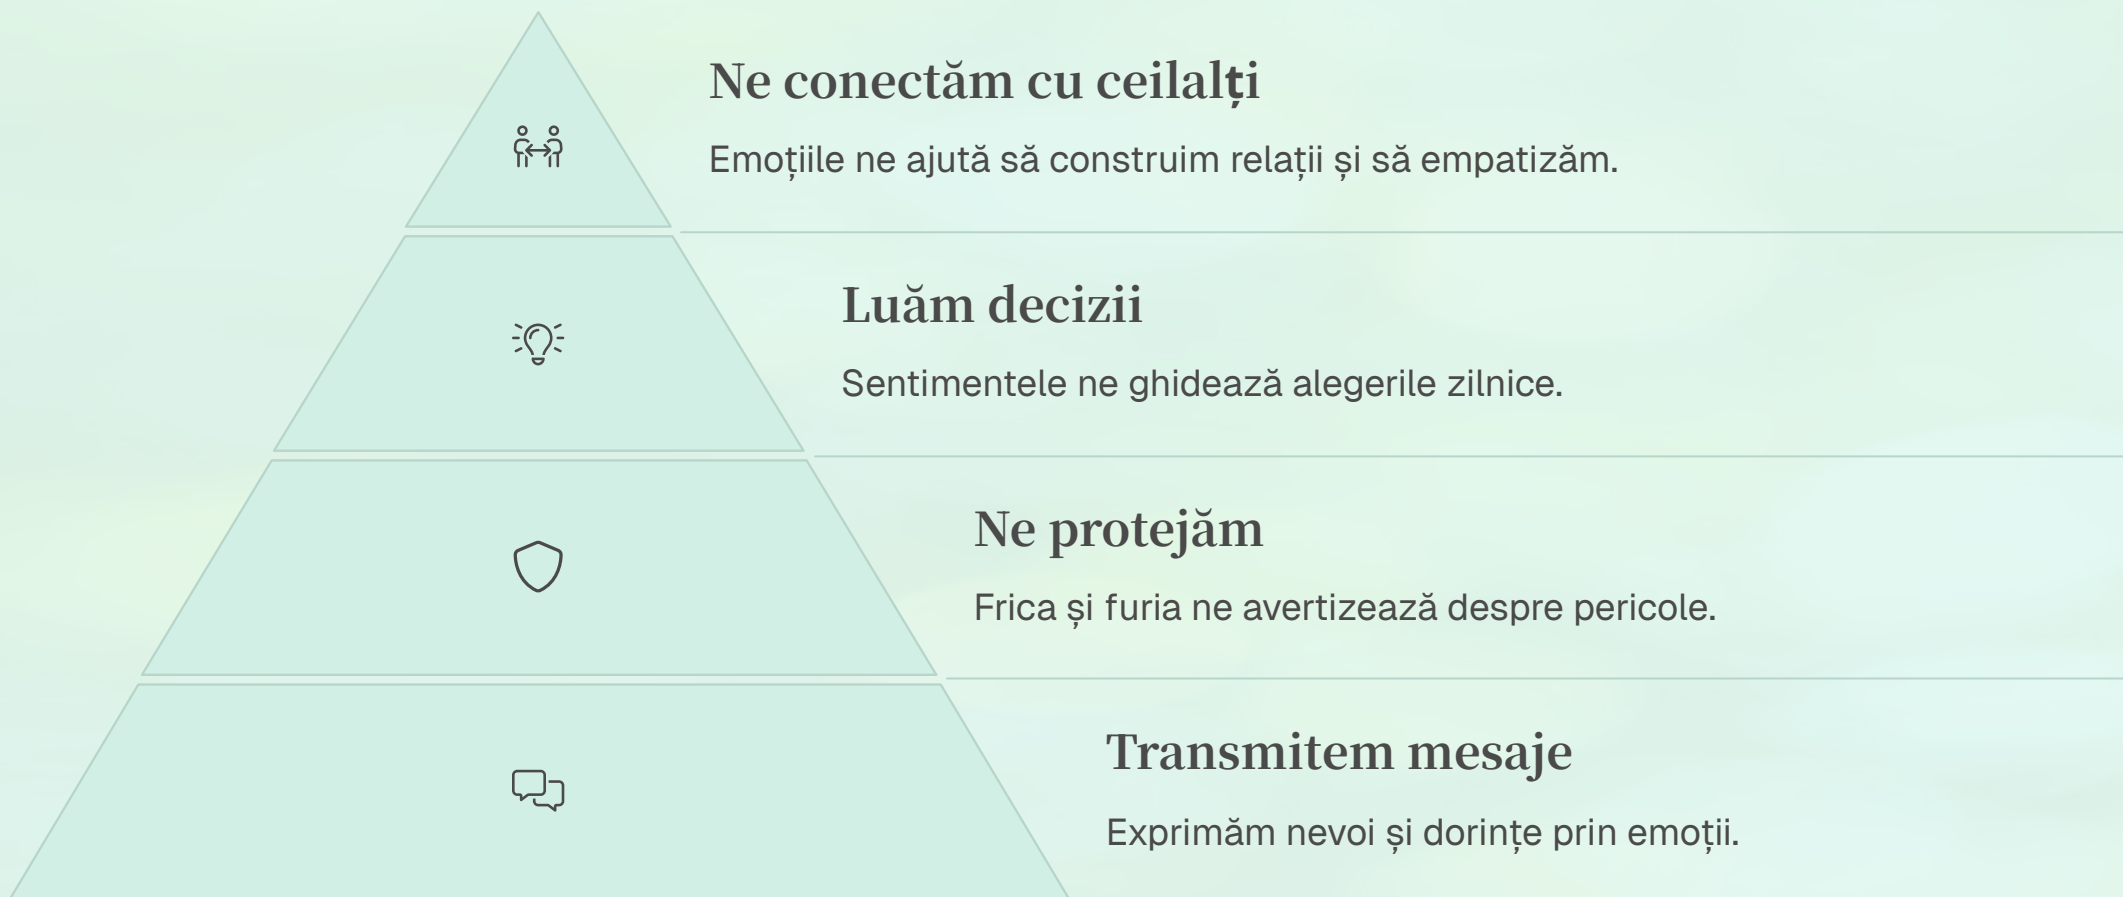 Ne conectăm cu ceilalți
Emoțiile ne ajută să construim relații și să empatizăm.
Luăm decizii
Sentimentele ne ghidează alegerile zilnice.
Ne protejăm
Frica și furia ne avertizează despre pericole.
Transmitem mesaje
Exprimăm nevoi și dorințe prin emoții.